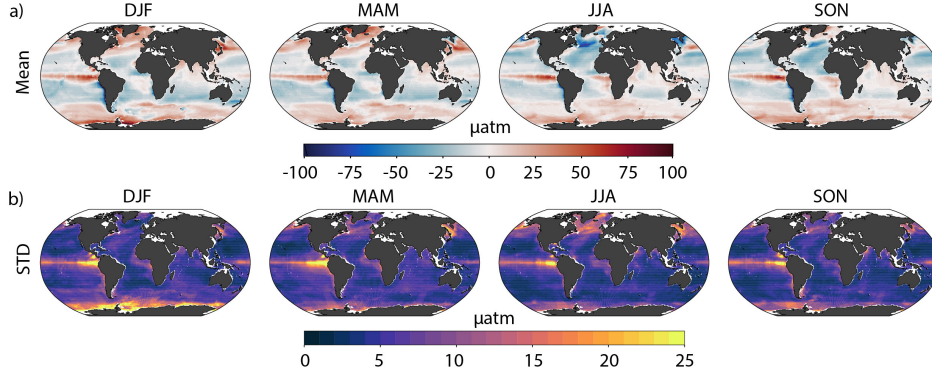 a) DJF MAM JJA SON
Mean
µatm
-100 -75 -50 -25 0 25 50 75 100
b) DJF MAM JJA SON
STD
µatm
0 5 10 15 20 25